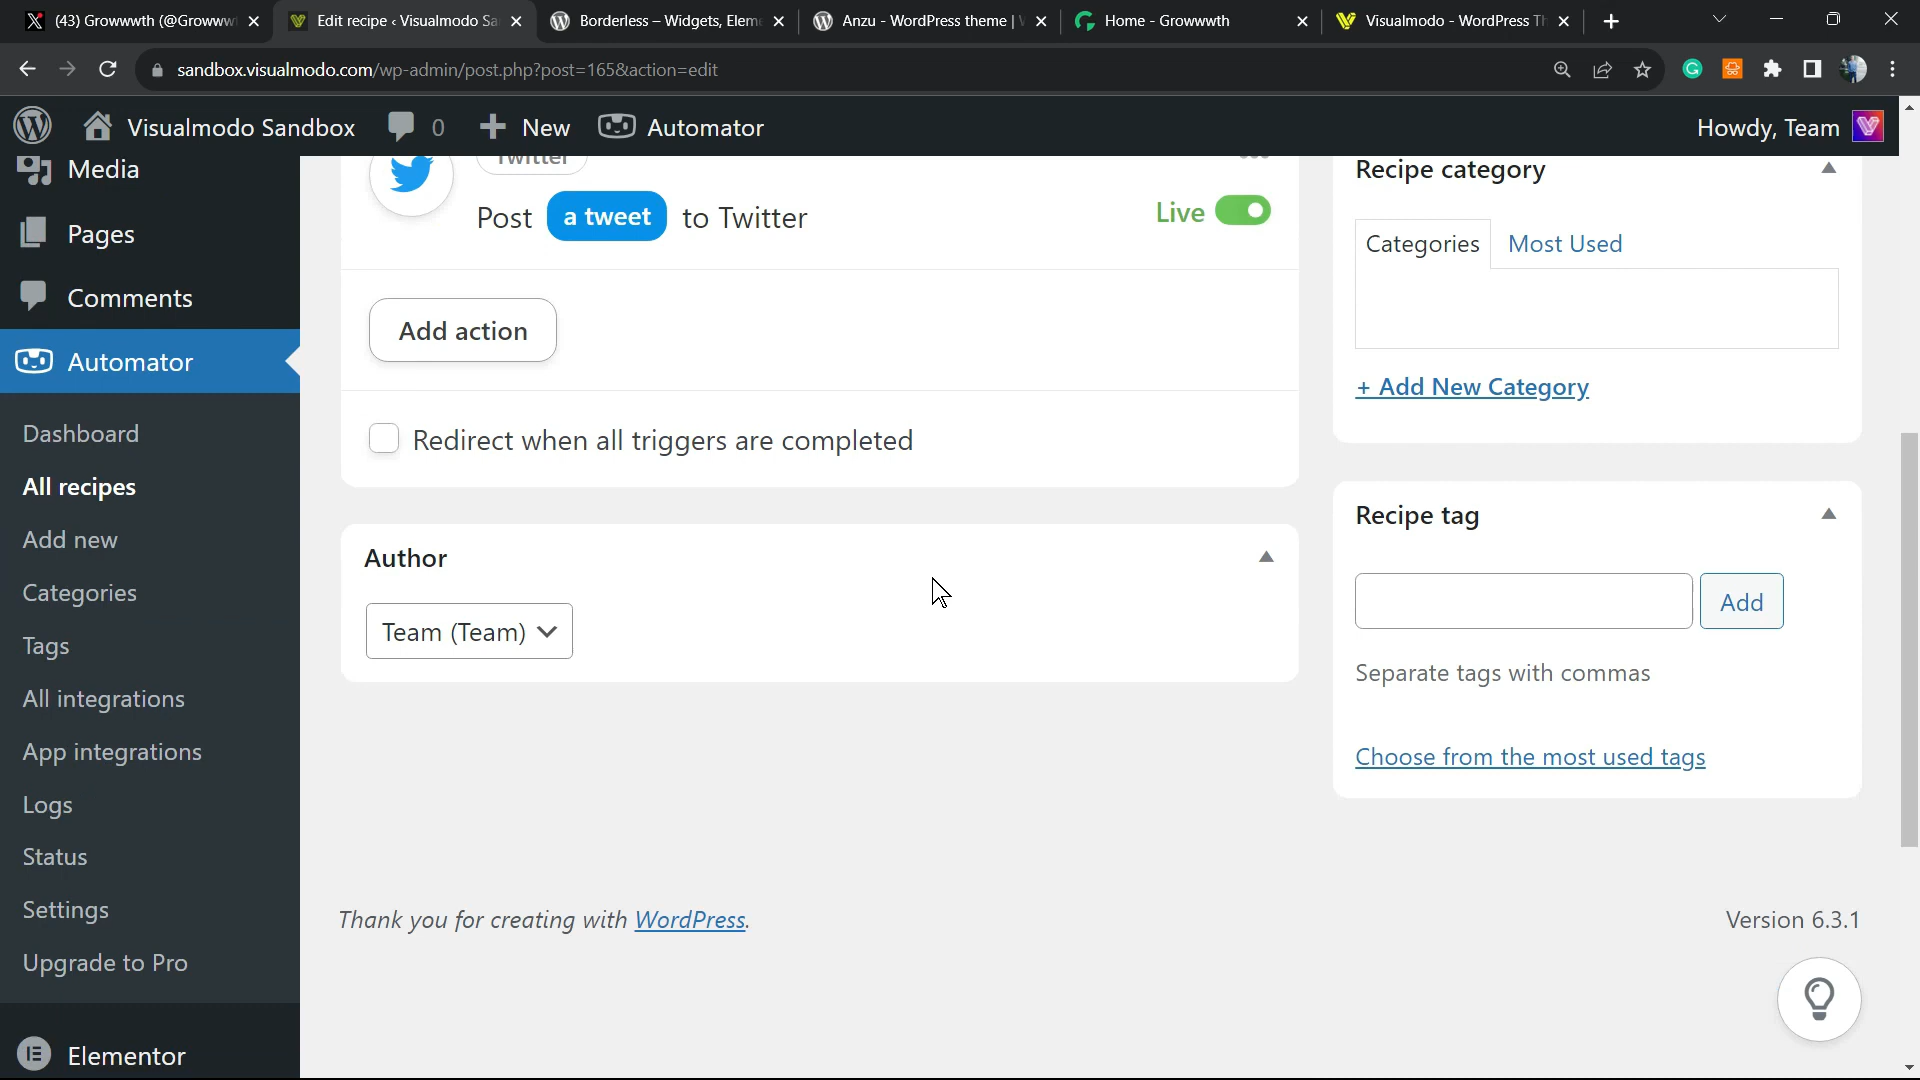 (43) Growwwth (@Growww
Edit recipe ‹ Visualmodo Sa
Borderless – Widgets, Elem
Anzu - WordPress theme |
Home - Growwwth
Visualmodo - WordPress Th
sandbox.visualmodo.com/wp-admin/post.php?post=165&action=edit
Visualmodo Sandbox
0
New
Automator
Howdy, Team
Media
Pages
Comments
Automator
Dashboard
All recipes
Add new
Categories
Tags
All integrations
App integrations
Logs
Status
Settings
Upgrade to Pro
Elementor
Twitter
Post a tweet to Twitter
Live
Add action
Redirect when all triggers are completed
Author
Team (Team)
Recipe category
Categories
Most Used
+ Add New Category
Recipe tag
Add
Separate tags with commas
Choose from the most used tags
Thank you for creating with WordPress.
Version 6.3.1